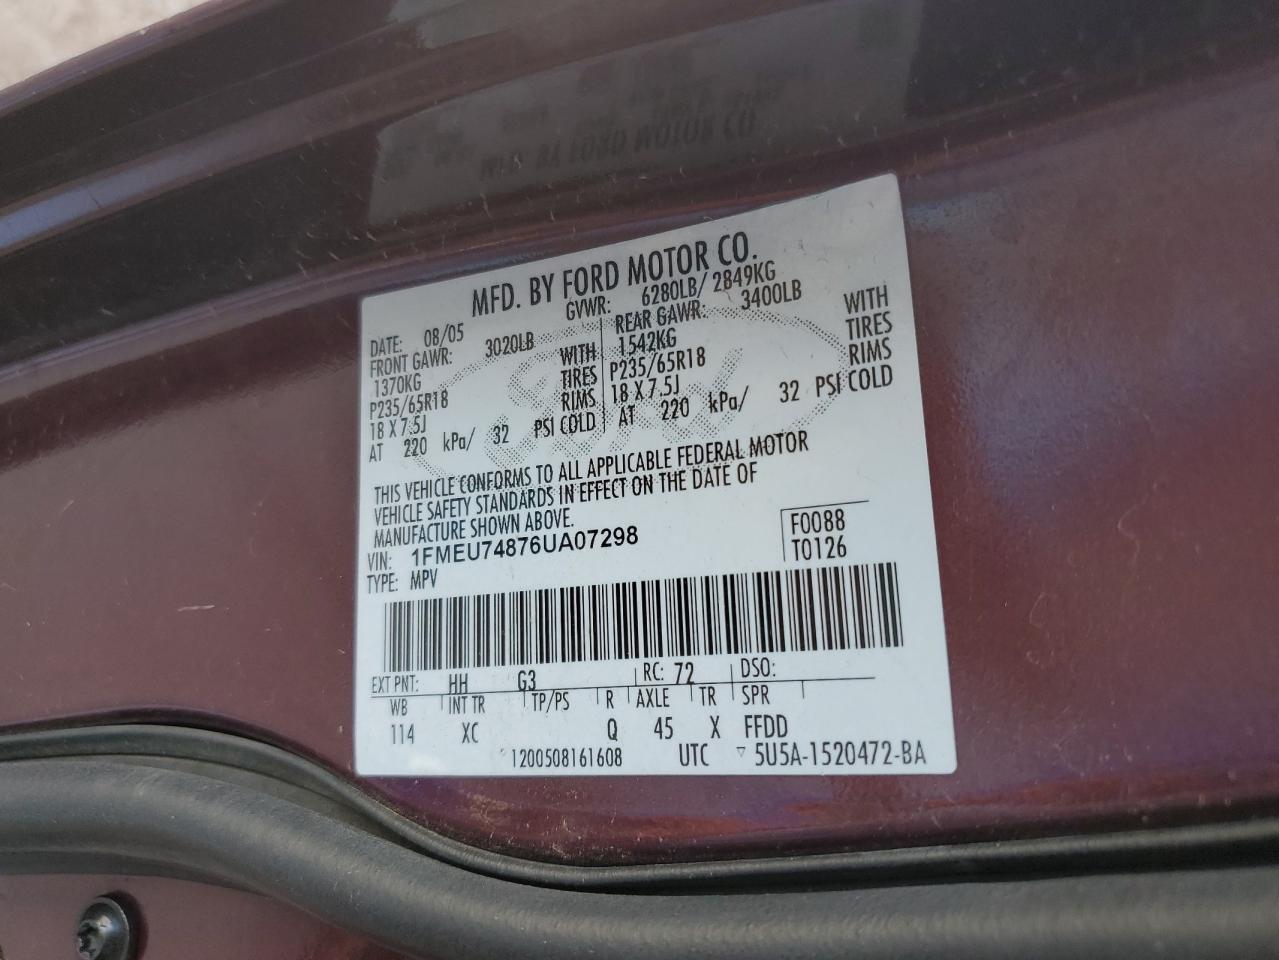 MFD. BY FORD MOTOR CO.
DATE: 08/05 GVWR: 6280LB/ 2849KG
FRONT GAWR: 3020LB REAR GAWR: 3400LB
1370KG WITH 1542KG WITH
P235/65R18 TIRES P235/65R18 TIRES
18 X 7.5J RIMS 18 X 7.5J RIMS
AT 220 kPa/ 32 PSI COLD AT 220 kPa/ 32 PSI COLD
THIS VEHICLE CONFORMS TO ALL APPLICABLE FEDERAL MOTOR
VEHICLE SAFETY STANDARDS IN EFFECT ON THE DATE OF
MANUFACTURE SHOWN ABOVE.
VIN: 1FMEU74876UA07298 F0088
TYPE: MPV T0126
EXT PNT: HH G3 RC: 72 DSO:
WB INT TR TP/PS R AXLE TR SPR
114 XC Q 45 X FFDD
1200508161608 UTC ▽ 5U5A-1520472-BA